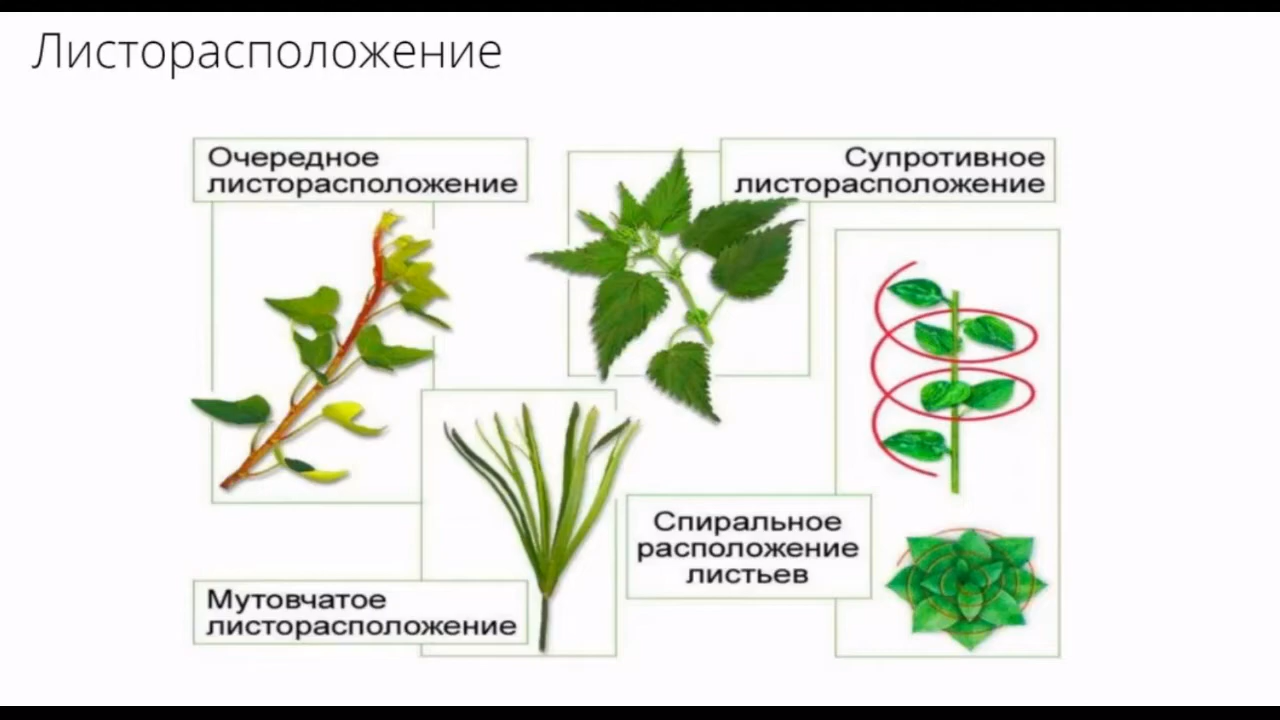 Листорасположение
Очередное
листорасположение
Супротивное
листорасположение
Спиральное
расположение
листьев
Мутовчатое
листорасположение